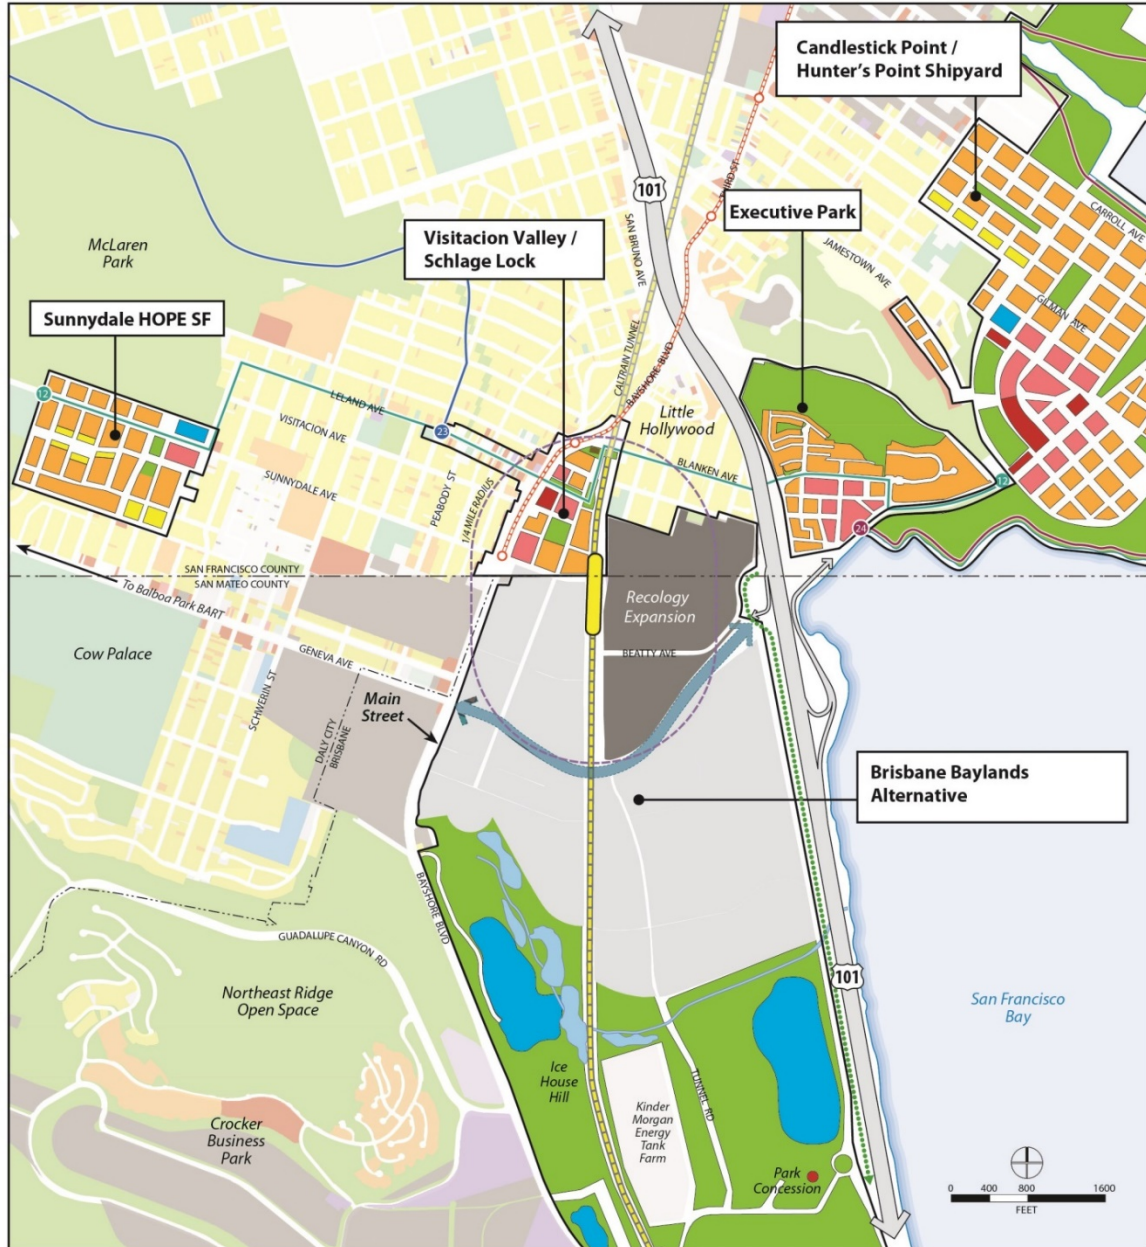 Candlestick Point /
Hunter's Point Shipyard
101
THIRD ST
Executive Park
CARROLL AVE
McLaren
Park
Visitacion Valley /
Schlage Lock
SAN BRUNO AVE
JAMESTOWN AVE
Sunnydale HOPE SF
GILMAN AVE
CALTRAIN TUNNEL
BAYSHORE BLVD
12
LELAND AVE
23
Little
Hollywood
VISITACION AVE
BLANKEN AVE
SUNNYDALE AVE
PEABODY ST
1/4 MILE RADIUS
12
24
SAN FRANCISCO COUNTY
SAN MATEO COUNTY
To Balboa Park BART
Recology
Expansion
Cow Palace
GENEVA AVE
BEATTY AVE
SCHWERIN ST
Main
Street
DALY CITY
BRISBANE
Brisbane Baylands
Alternative
BAYSHORE BLVD
GUADALUPE CANYON RD
101
Northeast Ridge
Open Space
San Francisco
Bay
Ice
House
Hill
TUNNEL RD
Kinder
Morgan
Energy
Tank
Farm
Crocker
Business
Park
Park
Concession
0 400 800 1600
FEET